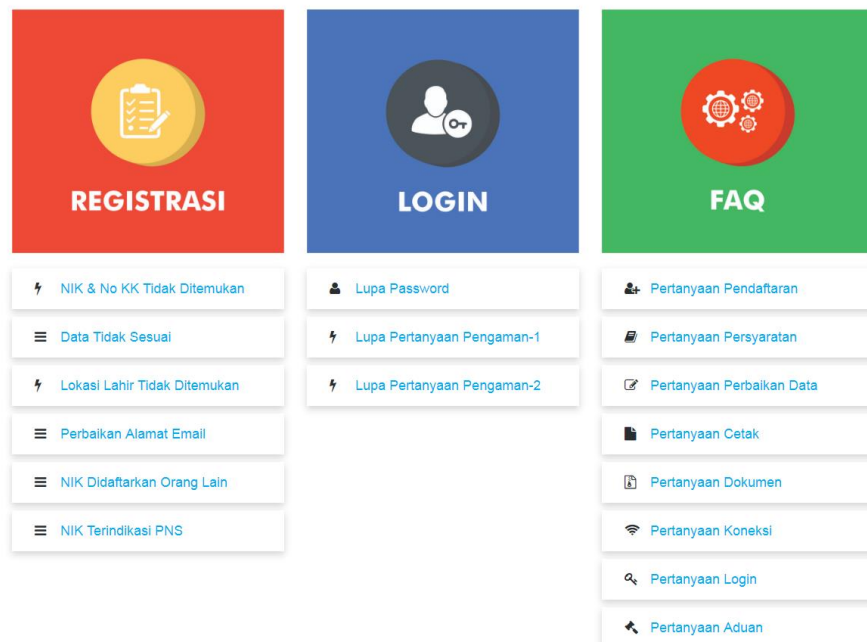 REGISTRASI
NIK & No KK Tidak Ditemukan
Data Tidak Sesuai
Lokasi Lahir Tidak Ditemukan
Perbaikan Alamat Email
NIK Didaftarkan Orang Lain
NIK Terindikasi PNS
LOGIN
Lupa Password
Lupa Pertanyaan Pengaman-1
Lupa Pertanyaan Pengaman-2
FAQ
Pertanyaan Pendaftaran
Pertanyaan Persyaratan
Pertanyaan Perbaikan Data
Pertanyaan Cetak
Pertanyaan Dokumen
Pertanyaan Koneksi
Pertanyaan Login
Pertanyaan Aduan